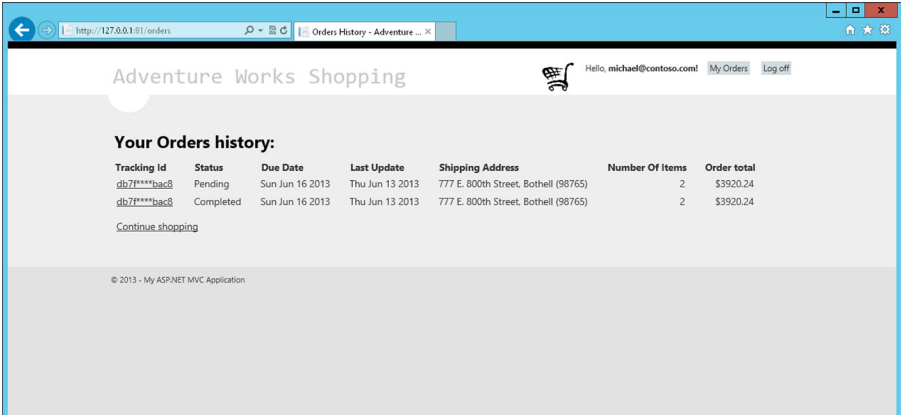 http://127.0.0.1:81/orders
Orders History - Adventure ...
Adventure Works Shopping
Hello, michael@contoso.com! My Orders Log off
Your Orders history:
Tracking Id Status Due Date Last Update Shipping Address Number Of Items Order total
db7f****bac8 Pending Sun Jun 16 2013 Thu Jun 13 2013 777 E. 800th Street, Bothell (98765) 2 $3920.24
db7f****bac8 Completed Sun Jun 16 2013 Thu Jun 13 2013 777 E. 800th Street, Bothell (98765) 2 $3920.24
Continue shopping
© 2013 - My ASP.NET MVC Application